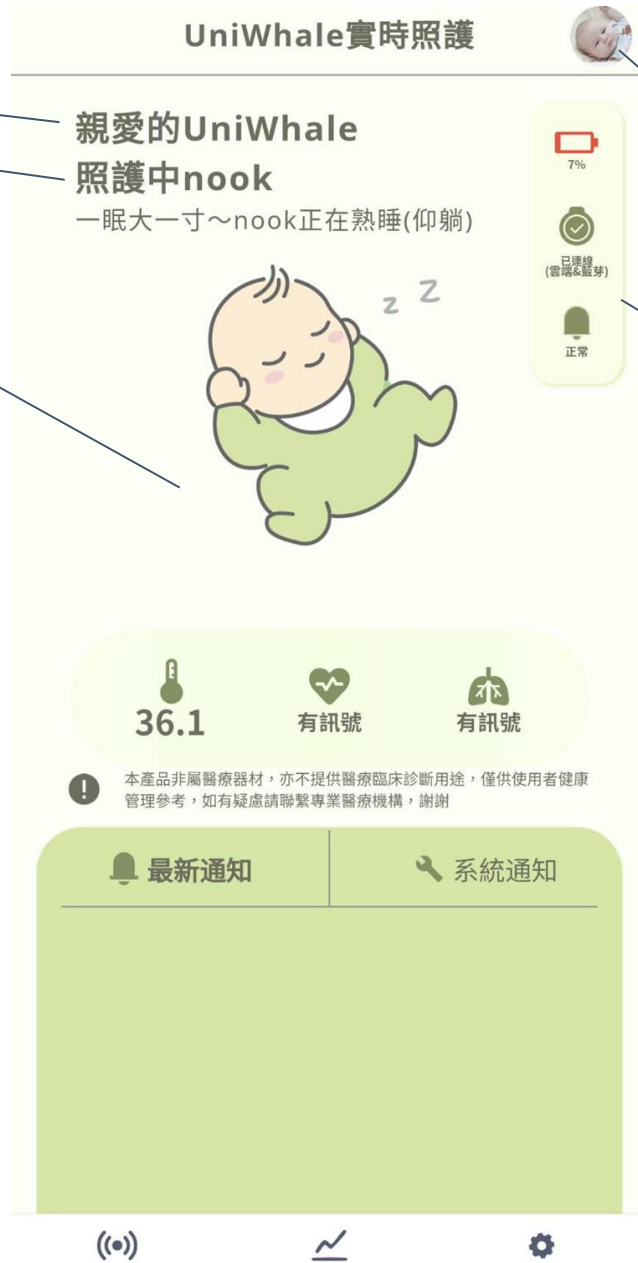 UniWhale實時照護
親愛的UniWhale
照護中nook
一眠大一寸～nook正在熟睡(仰躺)
7%
已連線
(雲端&藍芽)
正常
z Z
36.1
有訊號
有訊號
本產品非屬醫療器材，亦不提供醫療臨床診斷用途，僅供使用者健康
管理參考，如有疑慮請聯繫專業醫療機構，謝謝
最新通知
系統通知